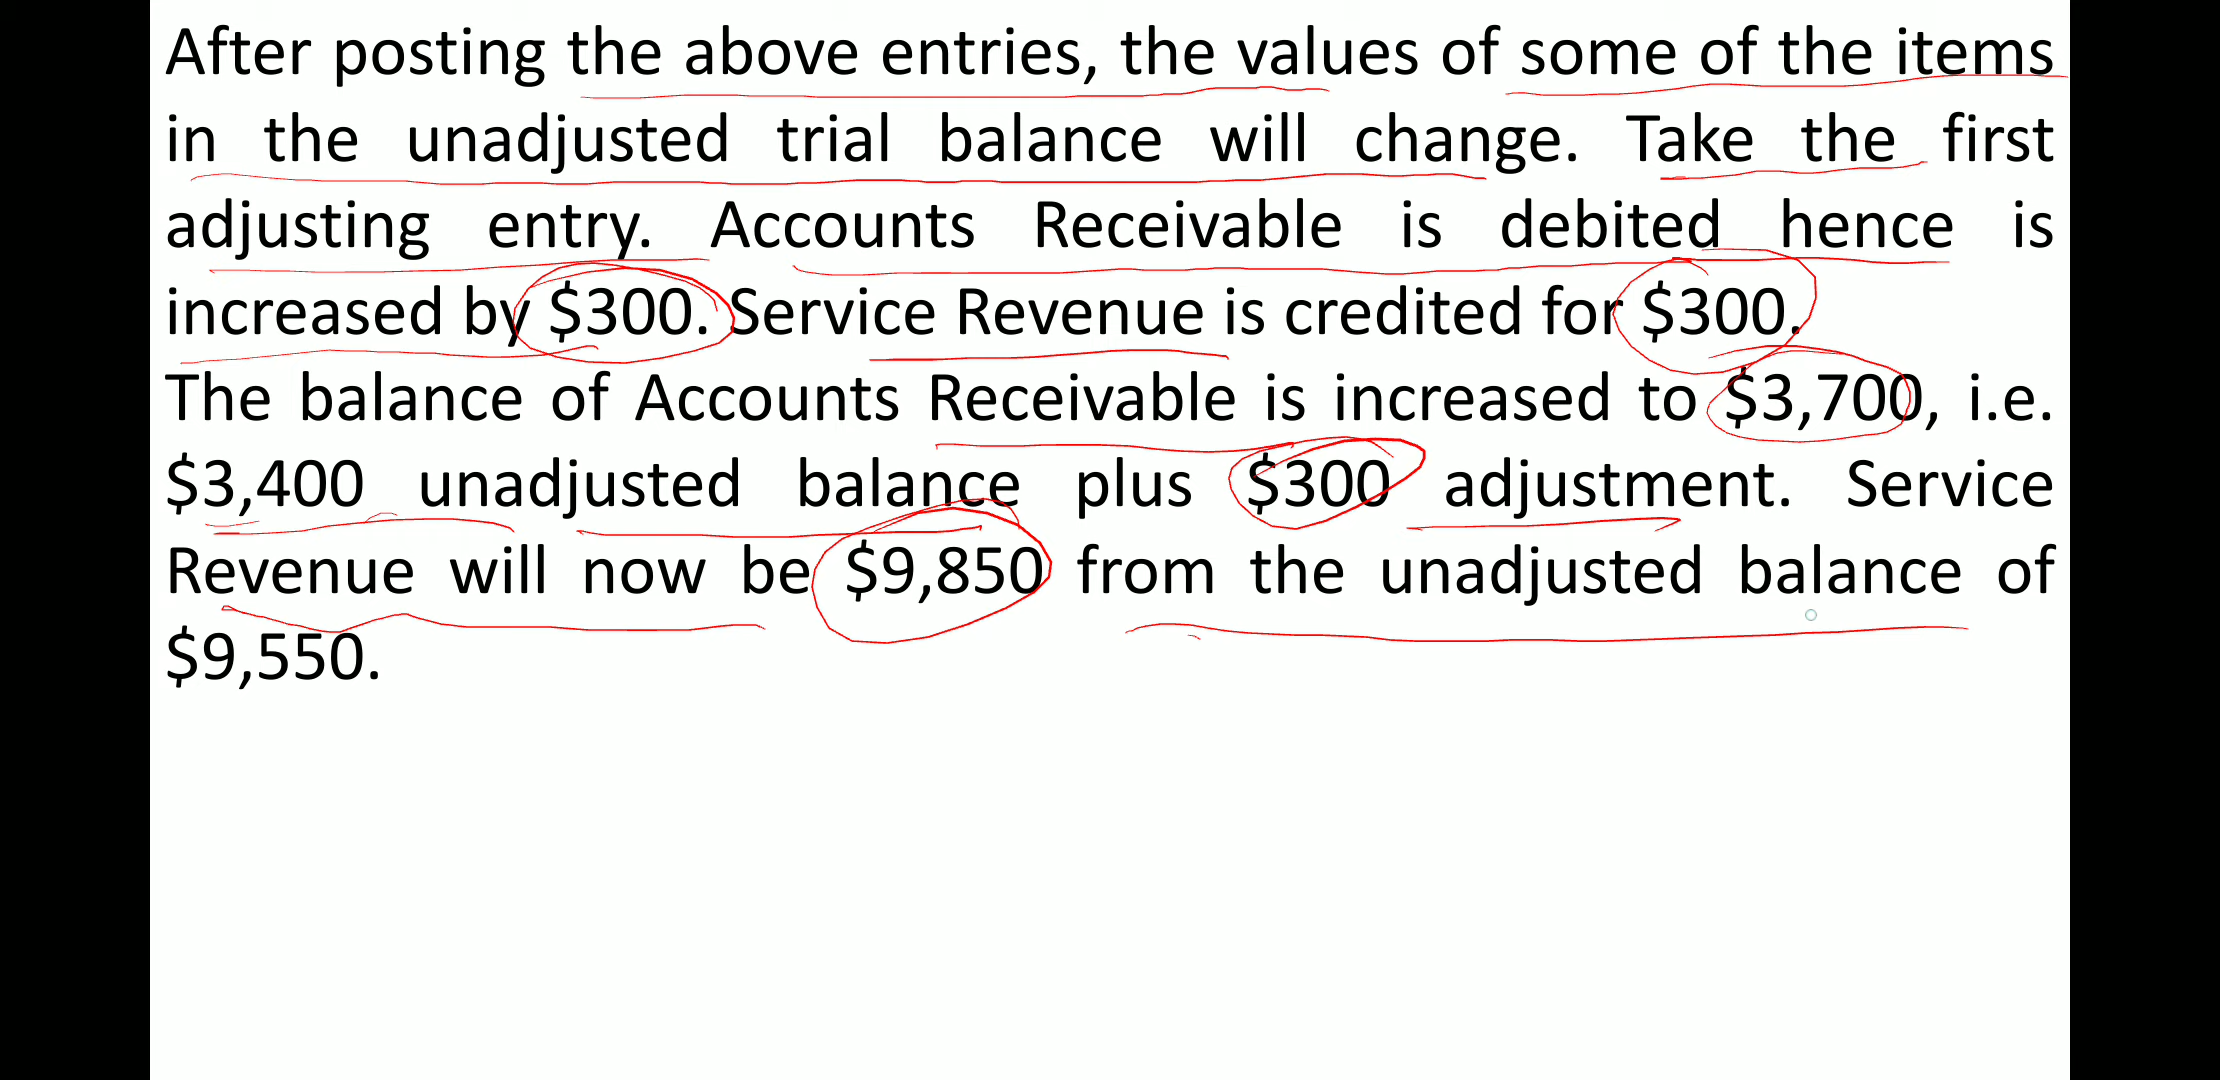 After posting the above entries, the values of some of the items
in the unadjusted trial balance will change. Take the first
adjusting entry. Accounts Receivable is debited hence is
increased by $300. Service Revenue is credited for $300.
The balance of Accounts Receivable is increased to $3,700, i.e.
$3,400 unadjusted balance plus $300 adjustment. Service
Revenue will now be $9,850 from the unadjusted balance of
$9,550.